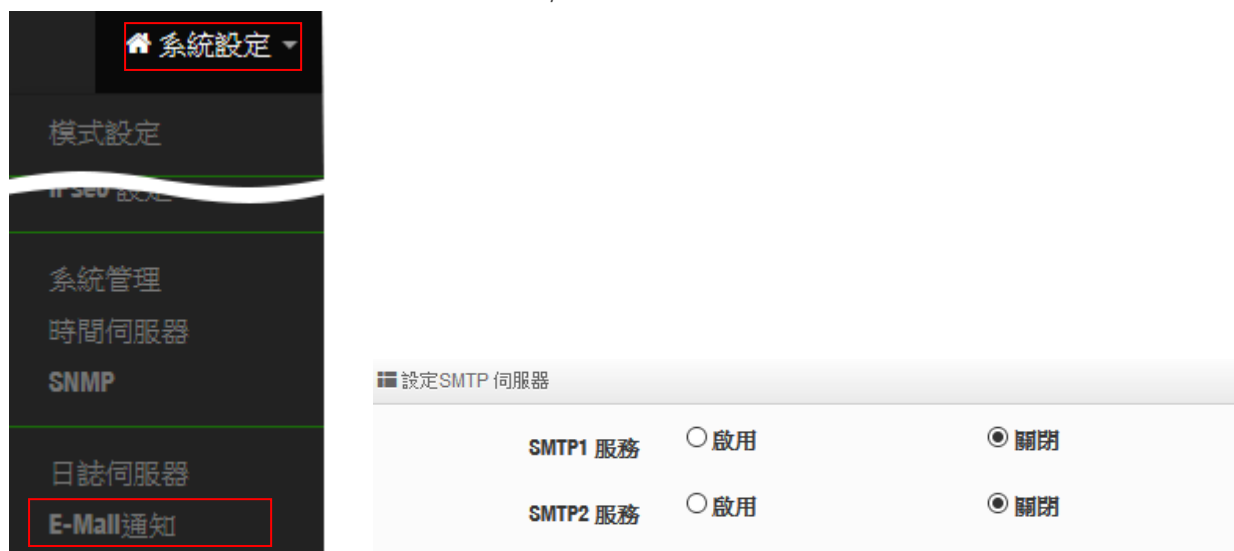 系統設定
模式設定
設定
系統管理
時間伺服器
SNMP
日誌伺服器
E-Mall通知
設定SMTP 伺服器
SMTP1 服務 啟用 關閉
SMTP2 服務 啟用 關閉